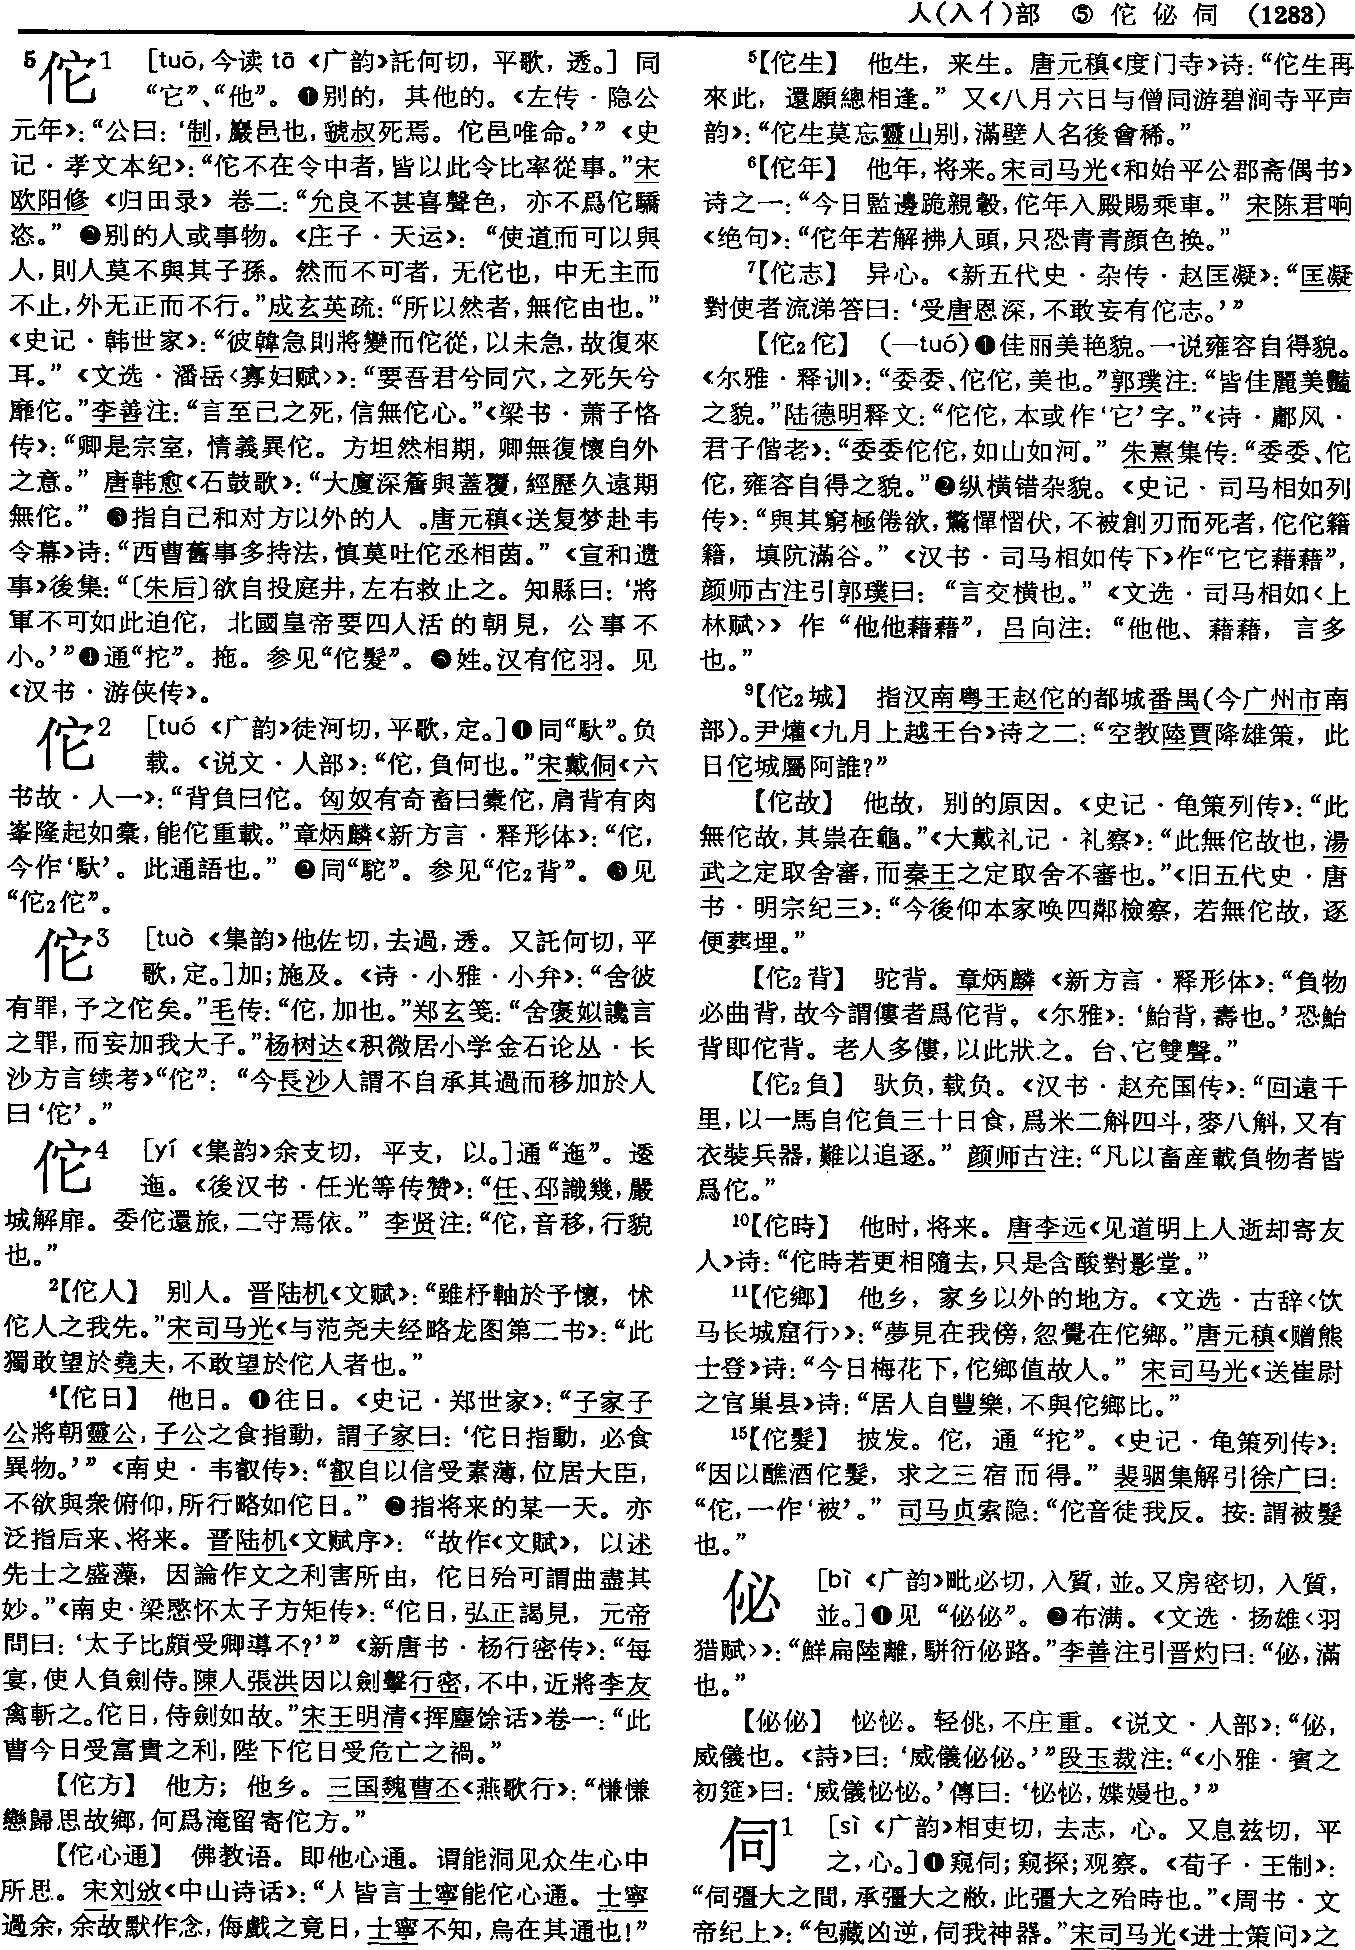 人(入亻)部 ⑤ 佗佖伺 (1283)
⁵佗¹ [tuō,今读 tā 《广韵》託何切，平歌，透。] 同
“它”、“他”。❶别的，其他的。《左传·隐公
元年》：“公曰：‘制，巖邑也，虢叔死焉。佗邑唯命。’”《史
记·孝文本纪》：“佗不在令中者，皆以此令比率從事。”宋
欧阳修《归田录》卷二：“允良不甚喜聲色，亦不爲佗驕
恣。”❷别的人或事物。《庄子·天运》：“使道而可以與
人，則人莫不與其子孫。然而不可者，无佗也，中无主而
不止，外无正而不行。”成玄英疏：“所以然者，無佗由也。”
《史记·韩世家》：“彼韓急則將變而佗從，以未急，故復來
耳。”《文选·潘岳〈寡妇赋〉》：“要吾君兮同穴，之死矢兮
靡佗。”李善注：“言至己之死，信無佗心。”《梁书·萧子恪
传》：“卿是宗室，情義異佗。方坦然相期，卿無復懷自外
之意。”唐韩愈《石鼓歌》：“大廈深簷與蓋覆，經歷久遠期
無佗。”❸指自己和对方以外的人。唐元稹《送复梦赴韦
令幕》诗：“西曹舊事多持法，慎莫吐佗丞相茵。”《宣和遗
事》後集：“〔朱后〕欲自投庭井，左右救止之。知縣曰：‘將
軍不可如此迫佗，北國皇帝要四人活的朝見，公事不
小。’”❹通“拕”。拖。参见“佗髮”。❺姓。汉有佗羽。见
《汉书·游侠传》。
佗² [tuó 《广韵》徒何切，平歌，定。]❶同“馱”。负
载。《说文·人部》：“佗，負何也。”宋戴侗《六
书故·人一》：“背負曰佗。匈奴有奇畜曰橐佗，肩背有肉
峯隆起如橐，能佗重載。”章炳麟《新方言·释形体》：“佗，
今作‘馱’。此通語也。”❷同“駝”。参见“佗₂背”。❸见
“佗₂佗”。
佗³ [tuò 《集韵》他佐切，去過，透。又託何切，平
歌，定。]加；施及。《诗·小雅·小弁》：“舍彼
有罪，予之佗矣。”毛传：“佗，加也。”郑玄笺：“舍褒姒讒言
之罪，而妄加我大子。”杨树达《积微居小学金石论丛·长
沙方言续考》“佗”：“今長沙人謂不自承其過而移加於人
曰‘佗’。”
佗⁴ [yí 《集韵》余支切，平支，以。]通“迤”。逶
迤。《後汉书·任光等传赞》：“任、邳識幾，嚴
城解扉。委佗還旅，二守焉依。”李贤注：“佗，音移，行貌
也。”
²【佗人】 别人。晋陆机《文赋》：“雖杼軸於予懷，怵
佗人之我先。”宋司马光《与范尧夫经略龙图第二书》：“此
獨敢望於堯夫，不敢望於佗人者也。”
⁴【佗日】 他日。❶往日。《史记·郑世家》：“子家子
公將朝靈公，子公之食指動，謂子家曰：‘佗日指動，必食
異物。’”《南史·韦叡传》：“叡自以信受素薄，位居大臣，
不欲與衆俯仰，所行略如佗日。”❷指将来的某一天。亦
泛指后来、将来。晋陆机《文赋序》：“故作《文賦》，以述
先士之盛藻，因論作文之利害所由，佗日殆可謂曲盡其
妙。”《南史·梁愍怀太子方矩传》：“佗日，弘正謁見，元帝
問曰：‘太子比頗受卿導不？’”《新唐书·杨行密传》：“每
宴，使人負劍侍。陳人張洪因以劍擊行密，不中，近將李友
禽斬之。佗日，侍劍如故。”宋王明清《挥麈馀话》卷一：“此
曹今日受富貴之利，陛下佗日受危亡之禍。”
【佗方】 他方；他乡。三国魏曹丕《燕歌行》：“慊慊
戀歸思故鄉，何爲淹留寄佗方。”
【佗心通】 佛教语。即他心通。谓能洞见众生心中
所思。宋刘攽《中山诗话》：“人皆言士寧能佗心通。士寧
過余，余故默作念，侮戲之竟日，士寧不知，烏在其通也！”
⁵【佗生】 他生，来生。唐元稹《度门寺》诗：“佗生再
來此，還願總相逢。”又《八月六日与僧同游碧涧寺平声
韵》：“佗生莫忘靈山别，滿壁人名後會稀。”
⁶【佗年】 他年，将来。宋司马光《和始平公郡斋偶书》
诗之一：“今日監邊跪親轂，佗年入殿賜乘車。”宋陈君响
《绝句》：“佗年若解拂人頭，只恐青青顔色换。”
⁷【佗志】 异心。《新五代史·杂传·赵匡凝》：“匡凝
對使者流涕答曰：‘受唐恩深，不敢妄有佗志。’”
【佗₂佗】 (—tuó)❶佳丽美艳貌。一说雍容自得貌。
《尔雅·释训》：“委委、佗佗，美也。”郭璞注：“皆佳麗美豔
之貌。”陆德明释文：“佗佗，本或作‘它’字。”《诗·鄘风·
君子偕老》：“委委佗佗，如山如河。”朱熹集传：“委委、佗
佗，雍容自得之貌。”❷纵横错杂貌。《史记·司马相如列
传》：“與其窮極倦㰸，驚憚慴伏，不被創刃而死者，佗佗籍
籍，填阬滿谷。”《汉书·司马相如传下》作“它它藉藉”，
颜师古注引郭璞曰：“言交横也。”《文选·司马相如〈上
林赋〉》作“他他藉藉”，吕向注：“他他、藉藉，言多
也。”
⁹【佗₂城】 指汉南粤王赵佗的都城番禺(今广州市南
部)。尹爟《九月上越王台》诗之二：“空教陸賈降雄策，此
日佗城屬阿誰？”
【佗故】 他故，别的原因。《史记·龟策列传》：“此
無佗故，其祟在龜。”《大戴礼记·礼察》：“此無佗故也，湯
武之定取舍審，而秦王之定取舍不審也。”《旧五代史·唐
书·明宗纪三》：“今後仰本家唤四鄰檢察，若無佗故，逐
便葬埋。”
【佗₂背】 驼背。章炳麟《新方言·释形体》：“負物
必曲背，故今謂僂者爲佗背。《尔雅》：‘鮐背，壽也。’恐鮐
背即佗背。老人多僂，以此狀之。台、它雙聲。”
【佗₂負】 驮负，载负。《汉书·赵充国传》：“回遠千
里，以一馬自佗負三十日食，爲米二斛四斗，麥八斛，又有
衣裝兵器，難以追逐。”颜师古注：“凡以畜産載負物者皆
爲佗。”
¹⁰【佗時】 他时，将来。唐李远《见道明上人逝却寄友
人》诗：“佗時若更相隨去，只是含酸對影堂。”
¹¹【佗鄉】 他乡，家乡以外的地方。《文选·古辞〈饮
马长城窟行〉》：“夢見在我傍，忽覺在佗鄉。”唐元稹《赠熊
士登》诗：“今日梅花下，佗鄉值故人。”宋司马光《送崔尉
之官巢县》诗：“居人自豐樂，不與佗鄉比。”
¹⁵【佗髮】 披发。佗，通“拕”。《史记·龟策列传》：
“因以醮酒佗髮，求之三宿而得。”裴骃集解引徐广曰：
“佗，一作‘被’。”司马贞索隐：“佗音徒我反。按：謂被髮
也。”
佖 [bì 《广韵》毗必切，入質，並。又房密切，入質，
並。]❶见“佖佖”。❷布满。《文选·扬雄〈羽
猎赋〉》：“鮮扁陸離，駢衍佖路。”李善注引晋灼曰：“佖，滿
也。”
【佖佖】 怭怭。轻佻，不庄重。《说文·人部》：“佖，
威儀也。《詩》曰：‘威儀佖佖。’”段玉裁注：“《小雅·賓之
初筵》曰：‘威儀怭怭。’傳曰：‘怭怭，媟嫚也。’”
伺¹ [sì 《广韵》相吏切，去志，心。又息兹切，平
之，心。]❶窥伺；窥探；观察。《荀子·王制》：
“伺彊大之間，承彊大之敝，此彊大之殆時也。”《周书·文
帝纪上》：“包藏凶逆，伺我神器。”宋司马光《进士策问》之